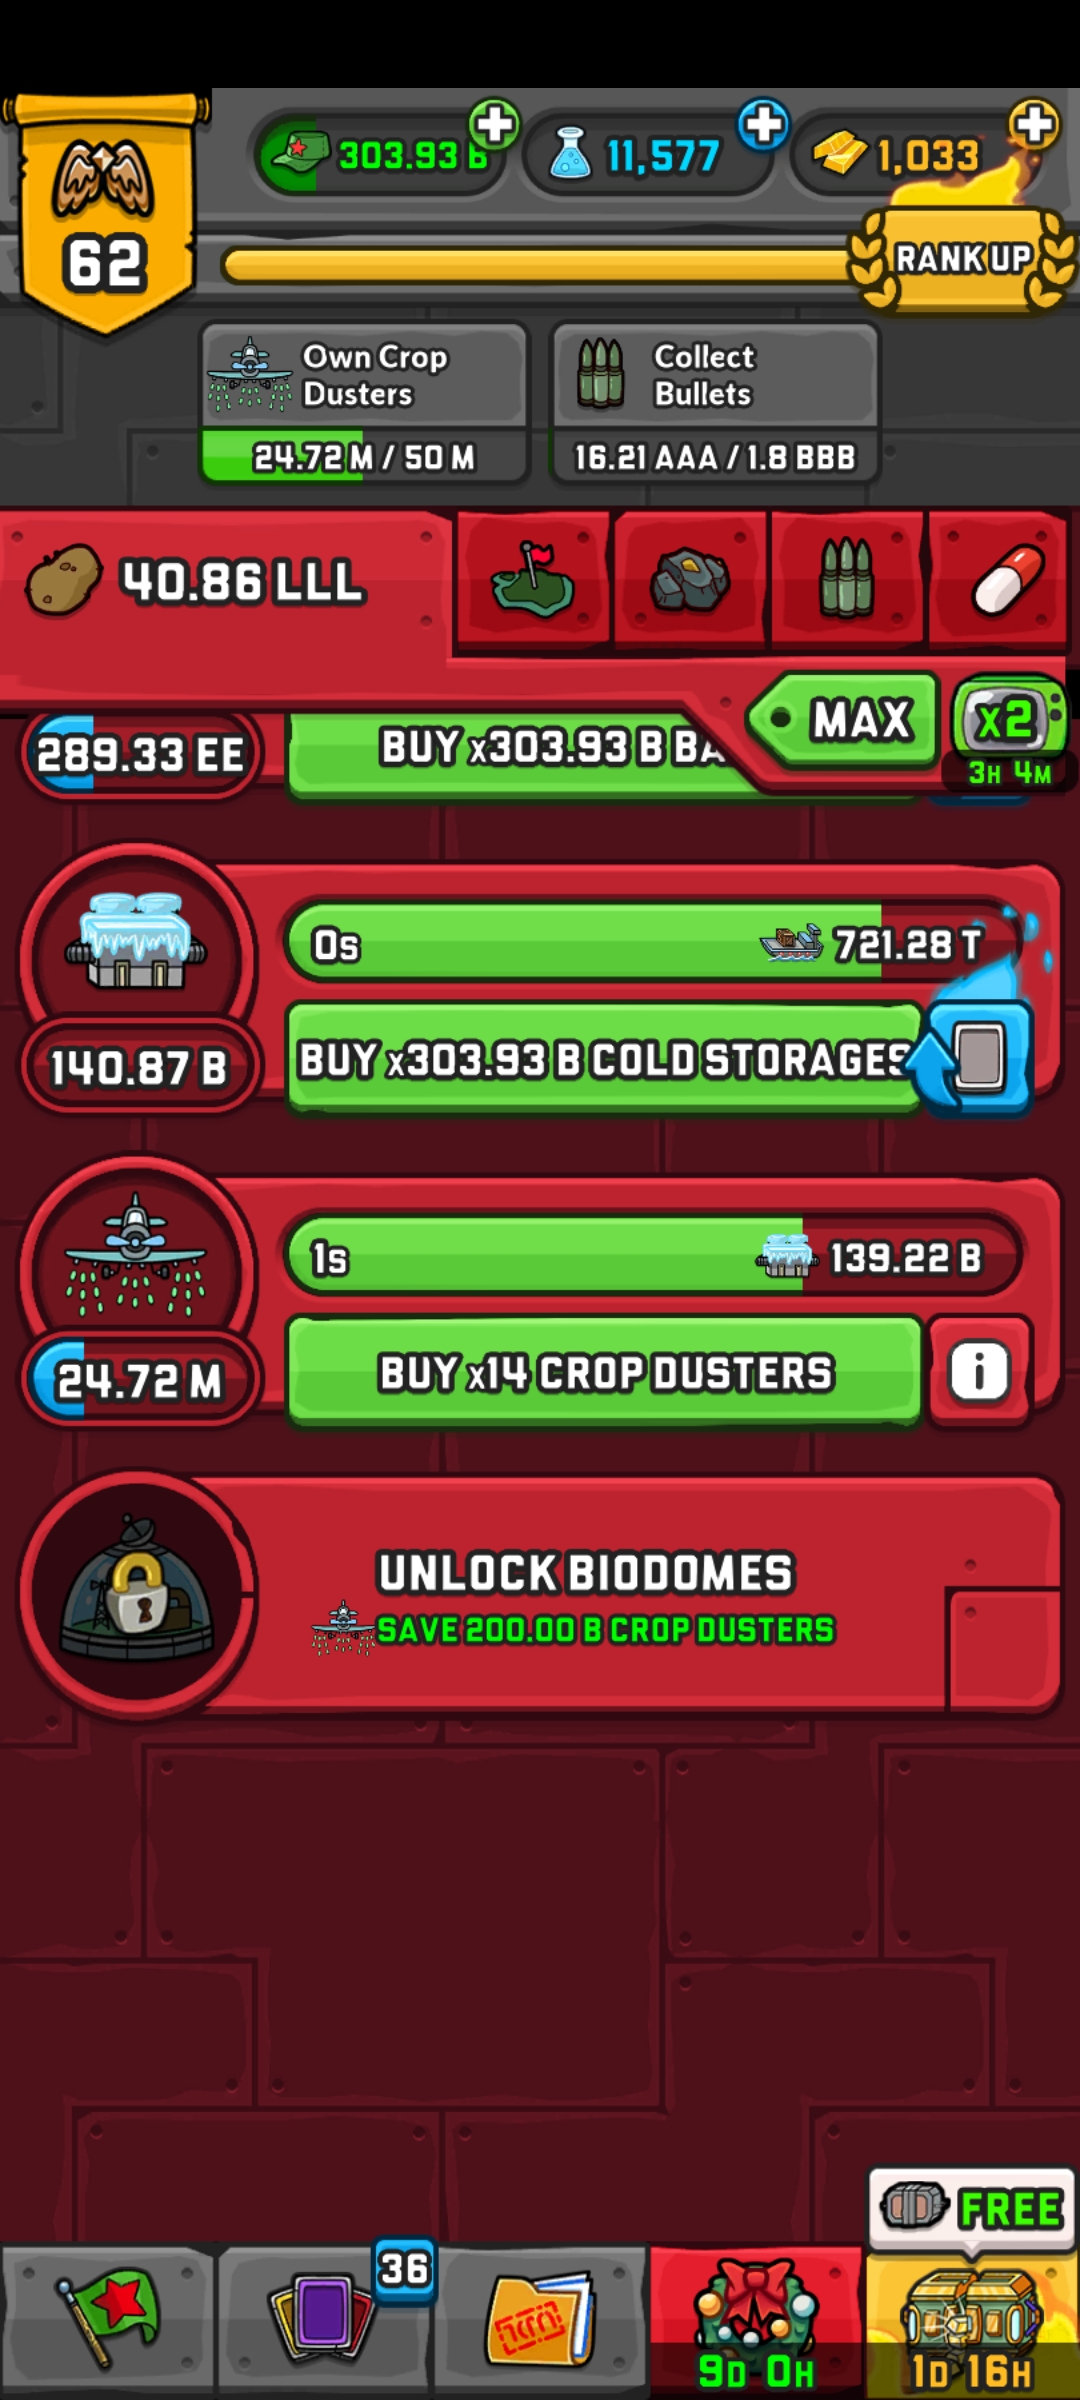 303.93 B
11,577
1,033
62
RANK UP
Own Crop
Dusters
24.72 M / 50 M
Collect
Bullets
16.21 AAA / 1.8 BBB
40.86 LLL
MAX
x2
3H 4M
289.33 EE
BUY x303.93 B BA
0s
721.28 T
140.87 B
BUY x303.93 B COLD STORAGES
1s
139.22 B
24.72 M
BUY x14 CROP DUSTERS
i
UNLOCK BIODOMES
SAVE 200.00 B CROP DUSTERS
FREE
36
9D 0H
1D 16H